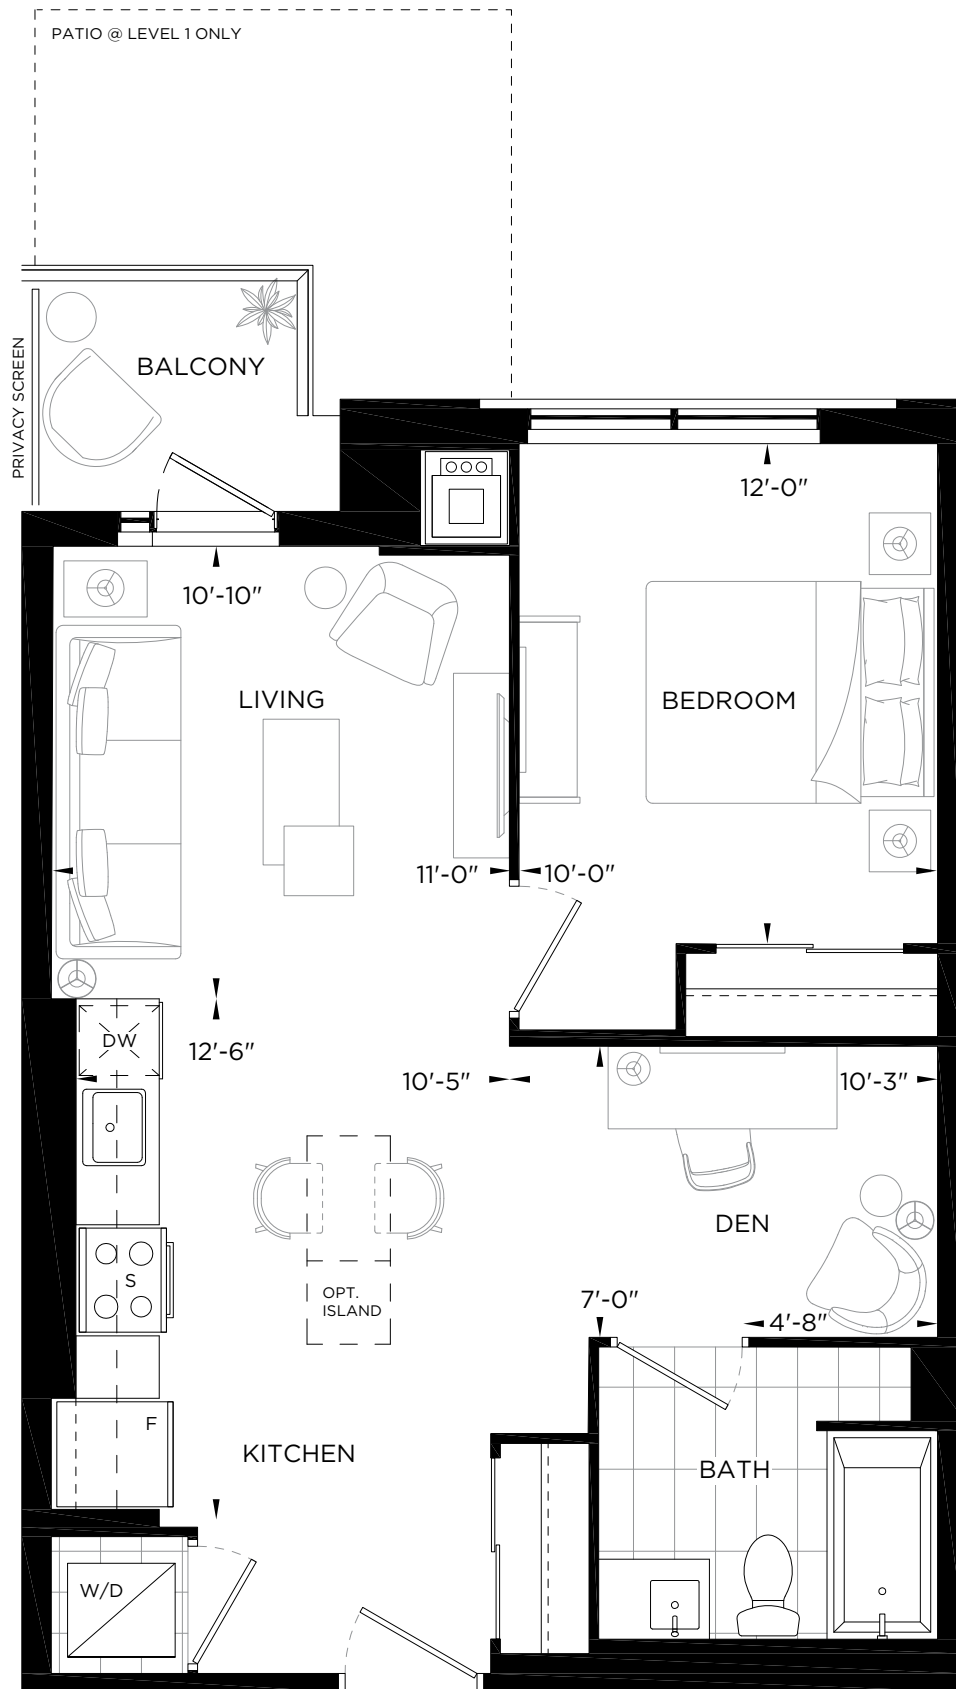 PATIO @ LEVEL 1 ONLY
PRIVACY SCREEN
BALCONY
12'-0"
10'-10"
LIVING
BEDROOM
11'-0"
10'-0"
DW
12'-6"
10'-5"
10'-3"
DEN
S
OPT.
ISLAND
7'-0"
4'-8"
F
KITCHEN
BATH
W/D